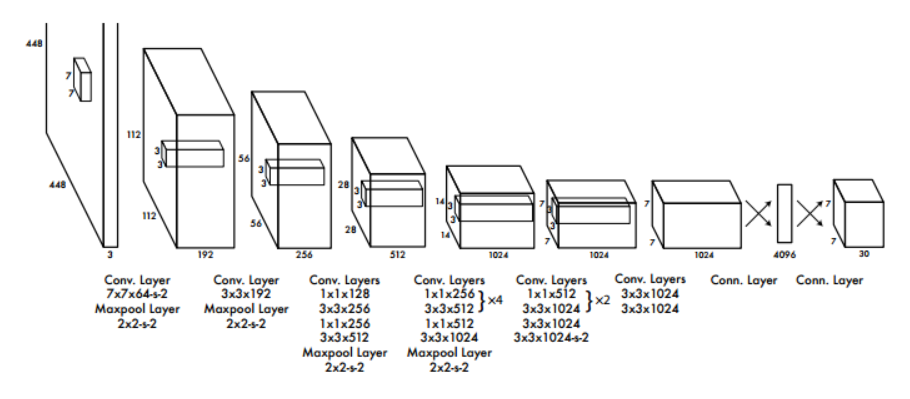 448
7
7
448
3
112
3
3
112
192
56
3
3
56
256
28
3
3
28
512
14
3
3
14
1024
7
3
3
7
1024
7
7
1024
4096
7
7
30
Conv. Layer
7x7x64-s-2
Maxpool Layer
2x2-s-2
Conv. Layer
3x3x192
Maxpool Layer
2x2-s-2
Conv. Layers
1x1x128
3x3x256
1x1x256
3x3x512
Maxpool Layer
2x2-s-2
Conv. Layers
1x1x256
3x3x512
}×4
1x1x512
3x3x1024
Maxpool Layer
2x2-s-2
Conv. Layers
1x1x512
3x3x1024
}×2
3x3x1024
3x3x1024-s-2
Conv. Layers
3x3x1024
3x3x1024
Conn. Layer
Conn. Layer